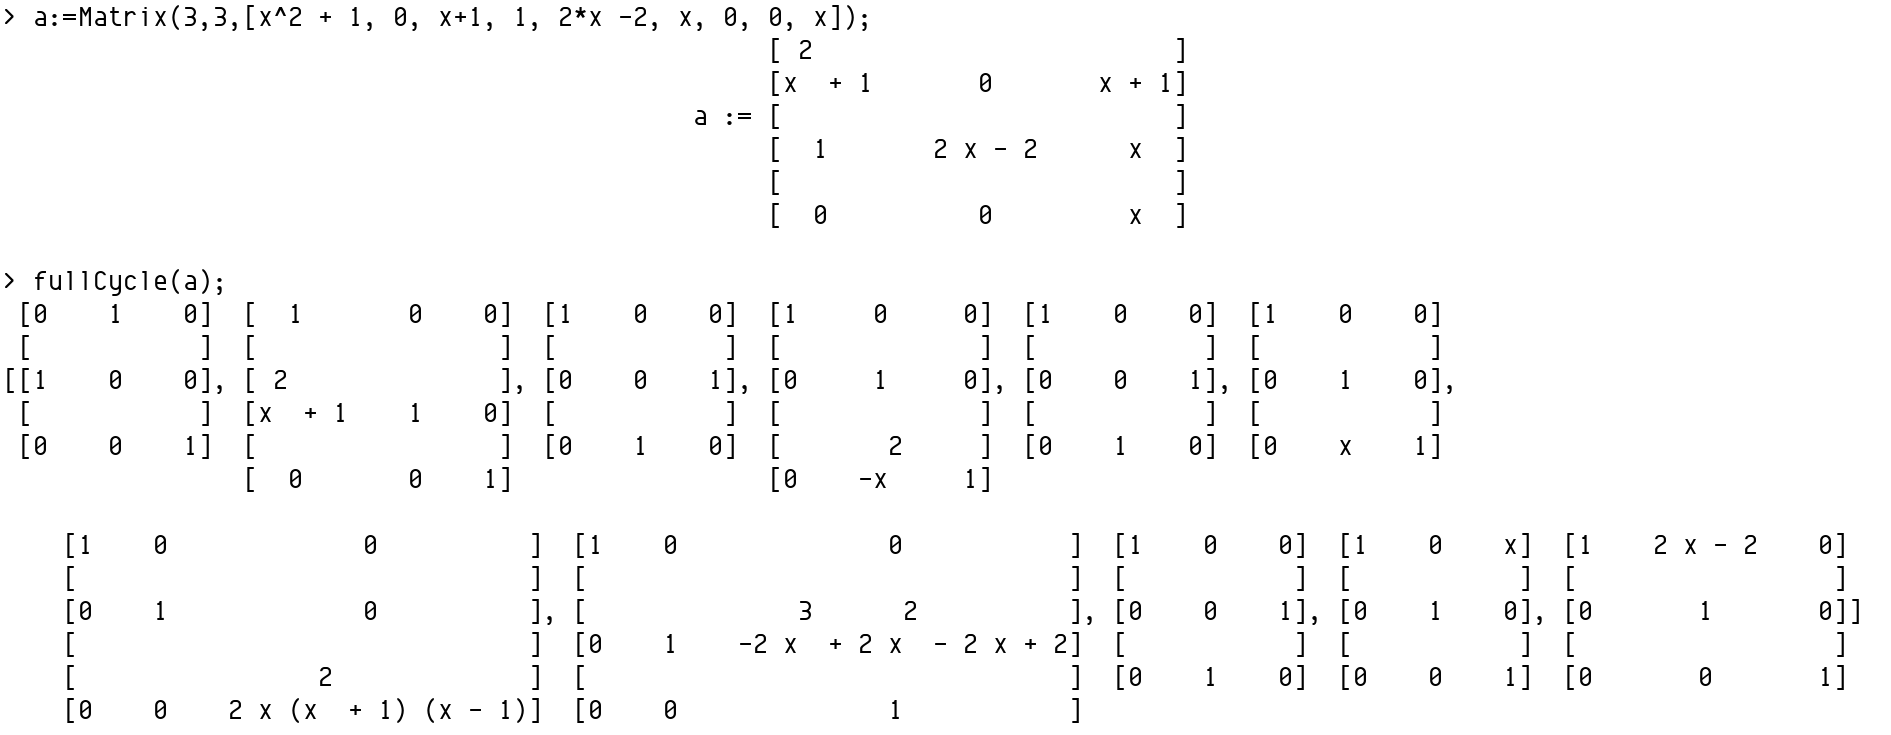 > a:=Matrix(3,3,[x^2 + 1, 0, x+1, 1, 2*x -2, x, 0, 0, x]);
[ 2                        ]
[x  + 1       0       x + 1]
a := [                          ]
[  1       2 x - 2      x  ]
[                          ]
[  0          0         x  ]
> fullCycle(a);
[0     1    0]  [  1       0    0]  [1    0    0]  [1     0     0]  [1    0    0]  [1    0    0]
[            ]  [                ]  [           ]  [             ]  [           ]  [           ]
[[1    0    0], [ 2              ], [0    0    1], [0     1     0], [0    0    1], [0    1    0],
[            ]  [x  + 1    1    0]  [           ]  [             ]  [           ]  [           ]
[0     0    1]  [                ]  [0    1    0]  [       2     ]  [0    1    0]  [0    x    1]
[  0       0    1]  [0    -x     1]
[1    0             0          ]  [1    0              0           ]  [1    0    0]  [1    0    x]  [1    2 x - 2    0]
[                              ]  [                                ]  [           ]  [           ]  [                 ]
[0    1             0          ], [              3      2          ], [0    0    1], [0    1    0], [0       1       0]]
[                              ]  [0    1    -2 x  + 2 x  - 2 x + 2]  [           ]  [           ]  [                 ]
[                2             ]  [                                ]  [0    1    0]  [0    0    1]  [0       0       1]
[0    0    2 x (x  + 1) (x - 1)]  [0    0              1           ]